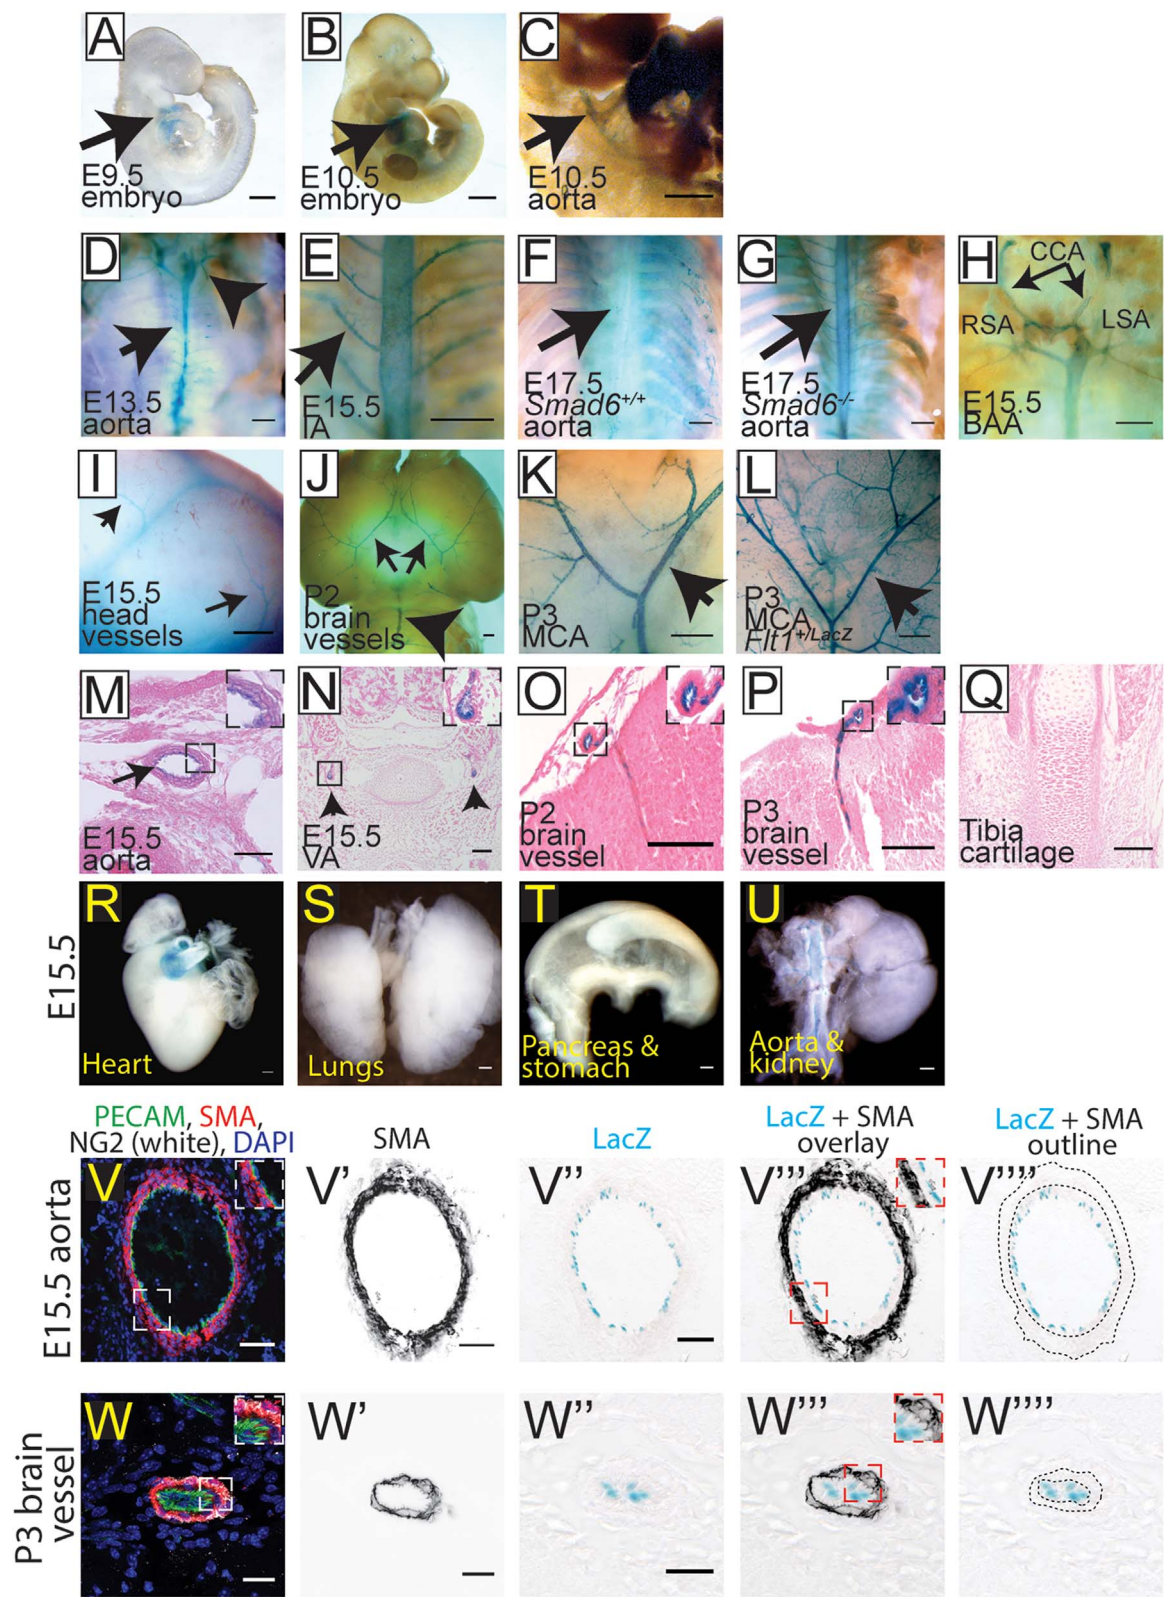 A
E9.5
embryo
B
E10.5
embryo
C
E10.5
aorta
D
E13.5
aorta
E
E15.5
IA
F
E17.5
Smad6+/+
aorta
G
E17.5
Smad6-/-
aorta
H
CCA
RSA
LSA
E15.5
BAA
I
E15.5
head
vessels
J
P2
brain
vessels
K
P3
MCA
L
P3
MCA
Flt1+/LacZ
M
E15.5
aorta
N
E15.5
VA
O
P2
brain
vessel
P
P3
brain
vessel
Q
Tibia
cartilage
E15.5
R
Heart
S
Lungs
T
Pancreas &
stomach
U
Aorta &
kidney
PECAM, SMA,
NG2 (white), DAPI
SMA
LacZ
LacZ + SMA
overlay
LacZ + SMA
outline
E15.5 aorta
V
V'
V''
V'''
V''''
P3 brain
vessel
W
W'
W''
W'''
W''''